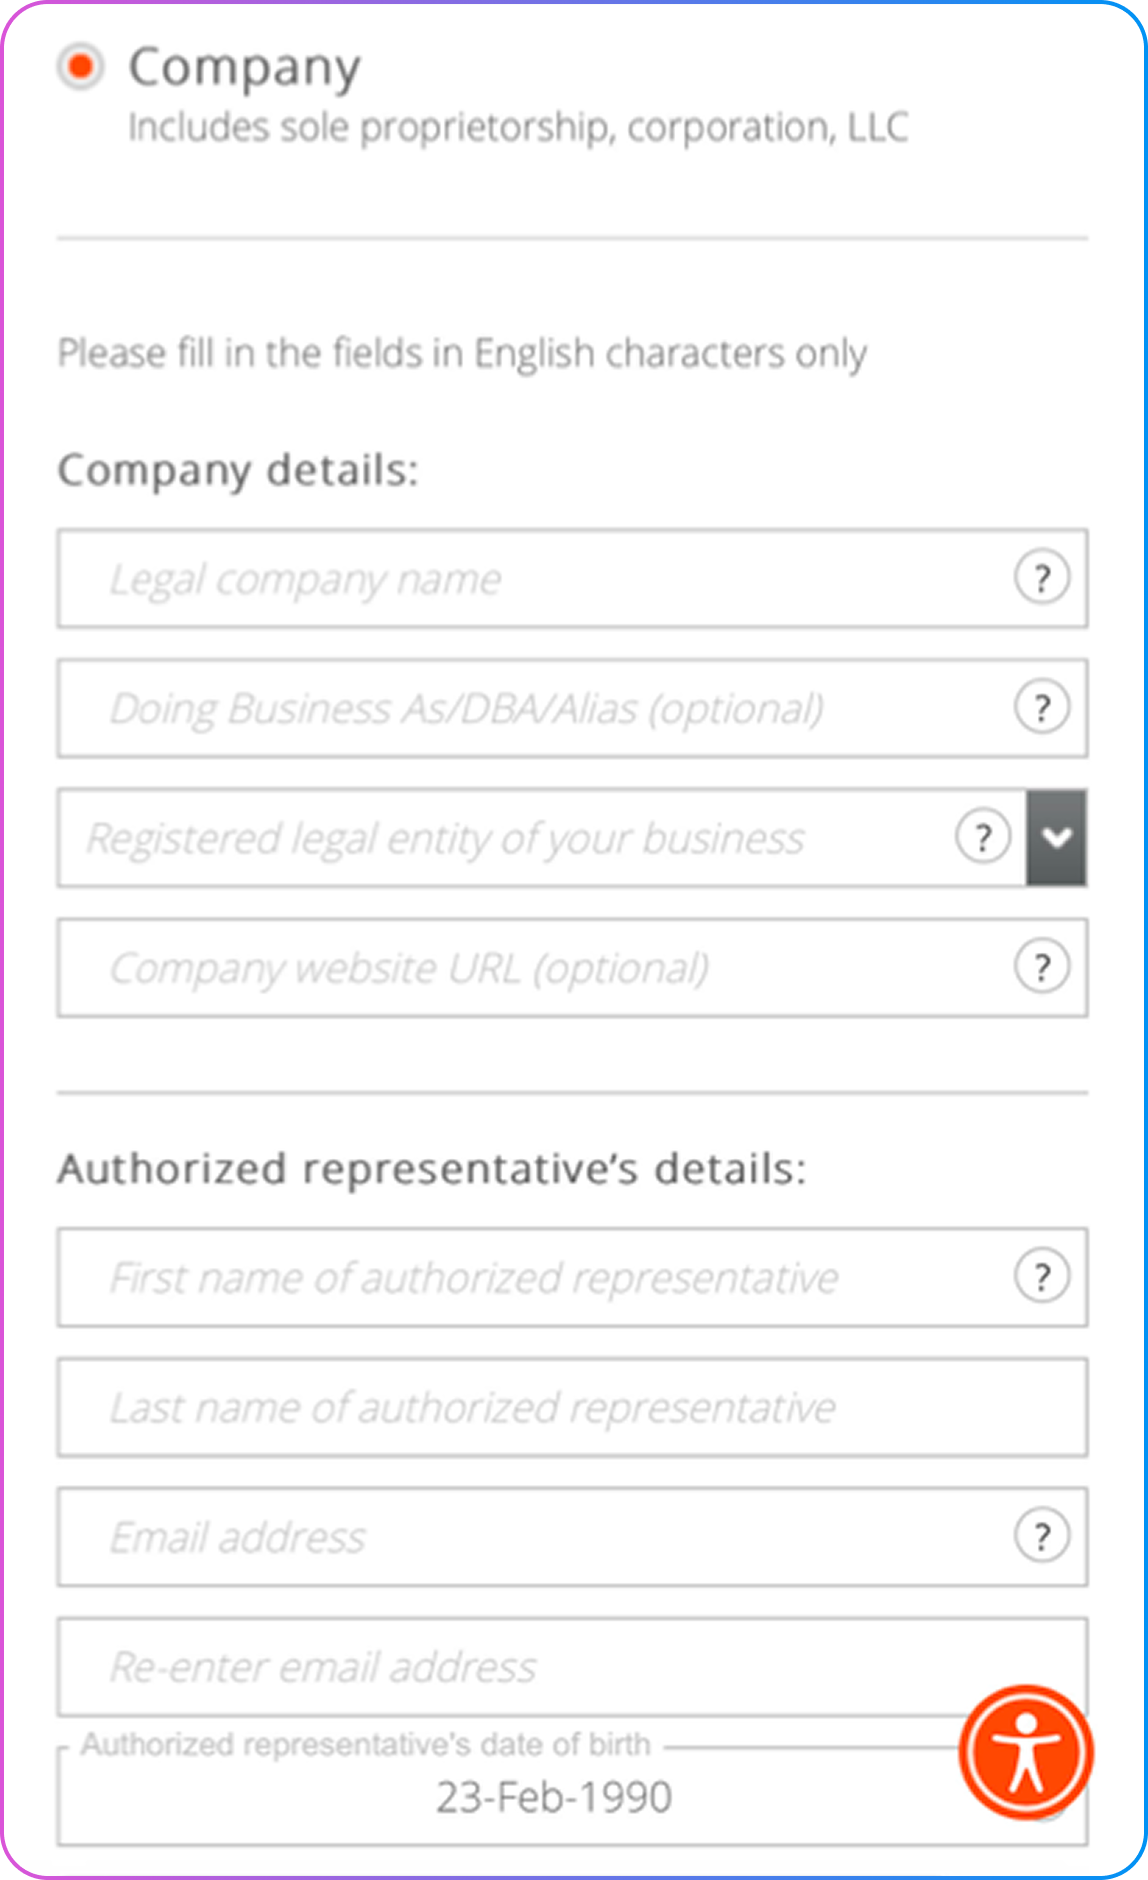 Company
Includes sole proprietorship, corporation, LLC
Please fill in the fields in English characters only
Company details:
Legal company name ?
Doing Business As/DBA/Alias (optional) ?
Registered legal entity of your business ?
Company website URL (optional) ?
Authorized representative’s details:
First name of authorized representative ?
Last name of authorized representative
Email address ?
Re-enter email address
Authorized representative's date of birth
23-Feb-1990